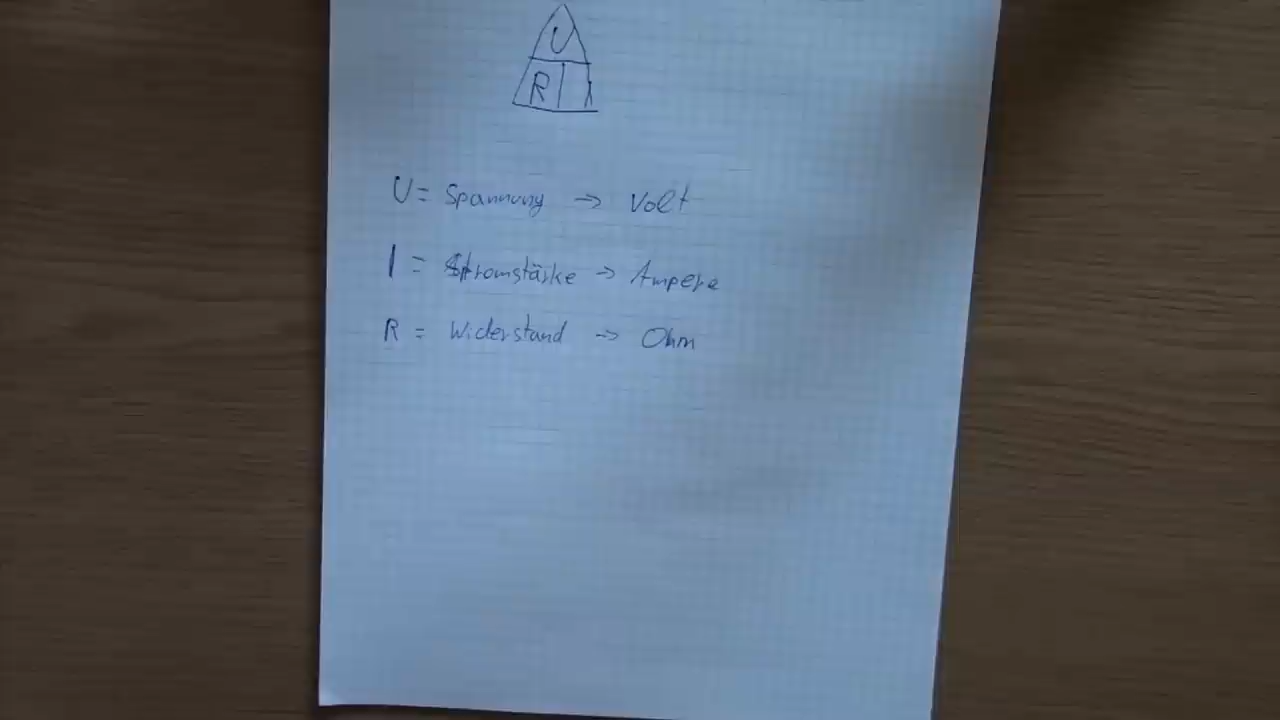 U
R I
U = Spannung → Volt
I = Stromstärke → Ampere
R = Widerstand → Ohm